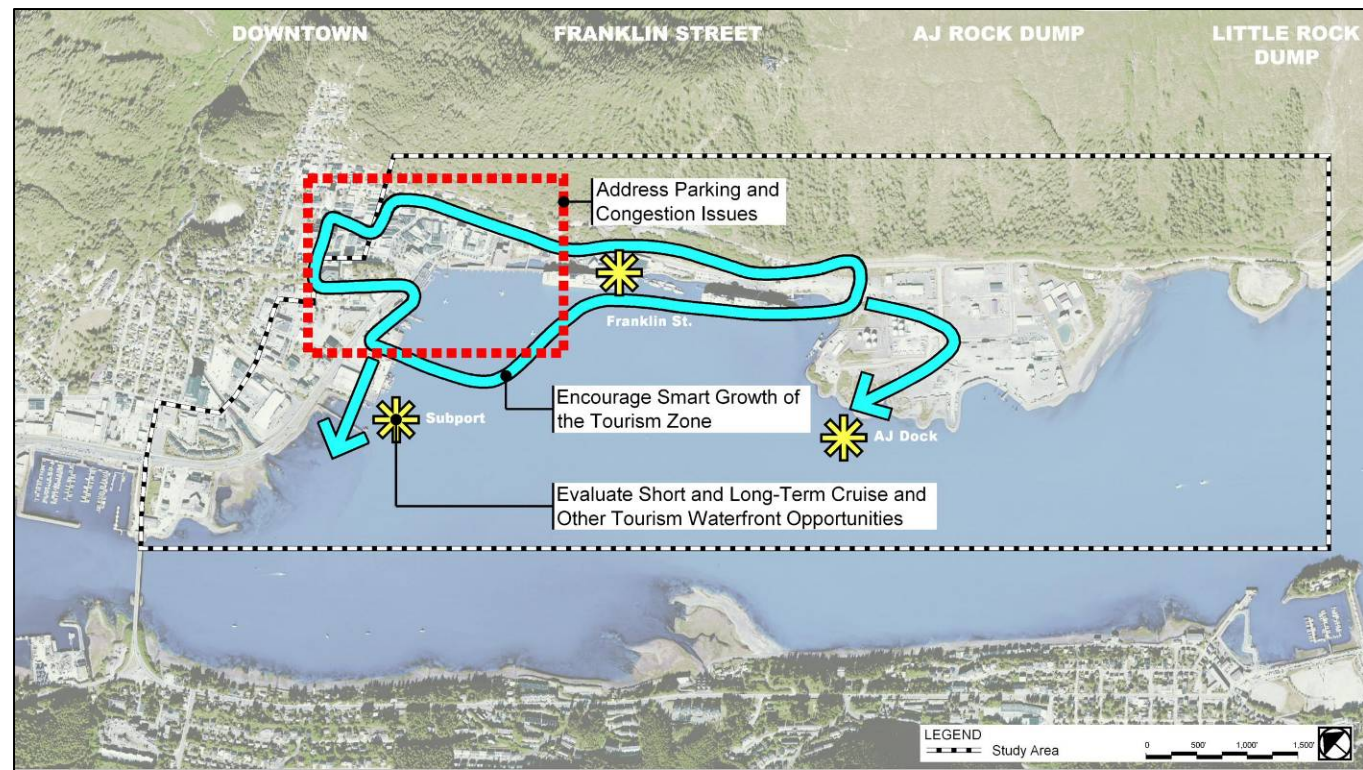 DOWNTOWN
FRANKLIN STREET
AJ ROCK DUMP
LITTLE ROCK
DUMP
Address Parking and
Congestion Issues
Franklin St.
Encourage Smart Growth of
the Tourism Zone
Subport
AJ Dock
Evaluate Short and Long-Term Cruise and
Other Tourism Waterfront Opportunities
LEGEND
Study Area
0 500' 1,000' 1,500'